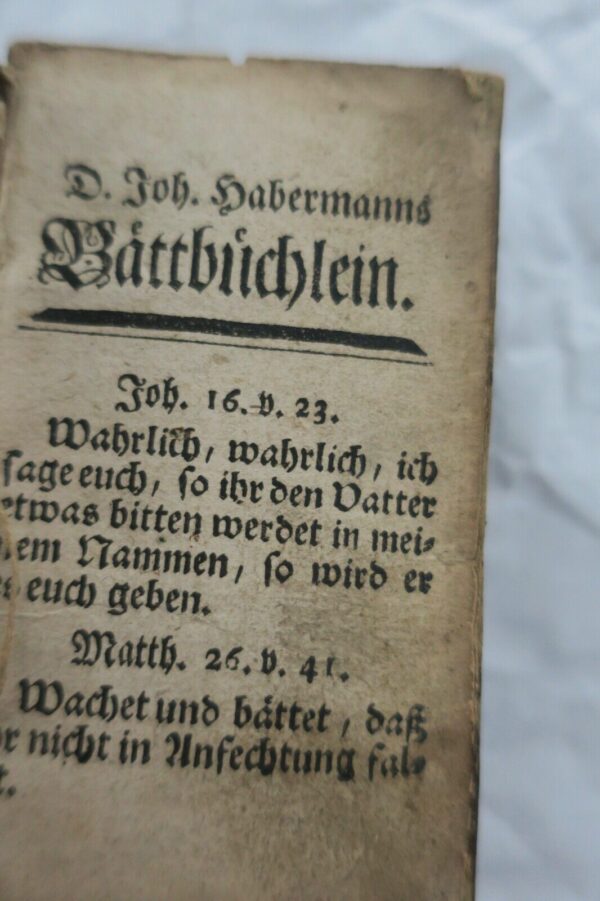 D. Joh. Habermanns
Bättbüchlein.
Joh. 16. v. 23.
Wahrlich, wahrlich, ich
sage euch, so ihr den Vatter
etwas bitten werdet in mei⸗
nem Nammen, so wird er
euch geben.
Matth. 26. v. 41.
Wachet und bättet, daß
nicht in Anfechtung fal⸗